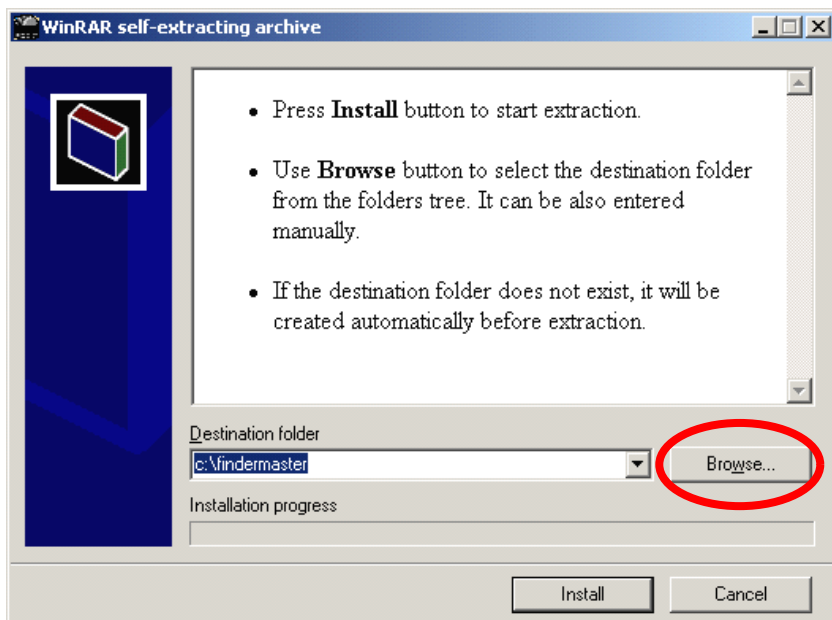 WinRAR self-extracting archive
• Press Install button to start extraction.
• Use Browse button to select the destination folder
from the folders tree. It can be also entered
manually.
• If the destination folder does not exist, it will be
created automatically before extraction.
Destination folder
c:\findermaster
Browse...
Installation progress
Install
Cancel